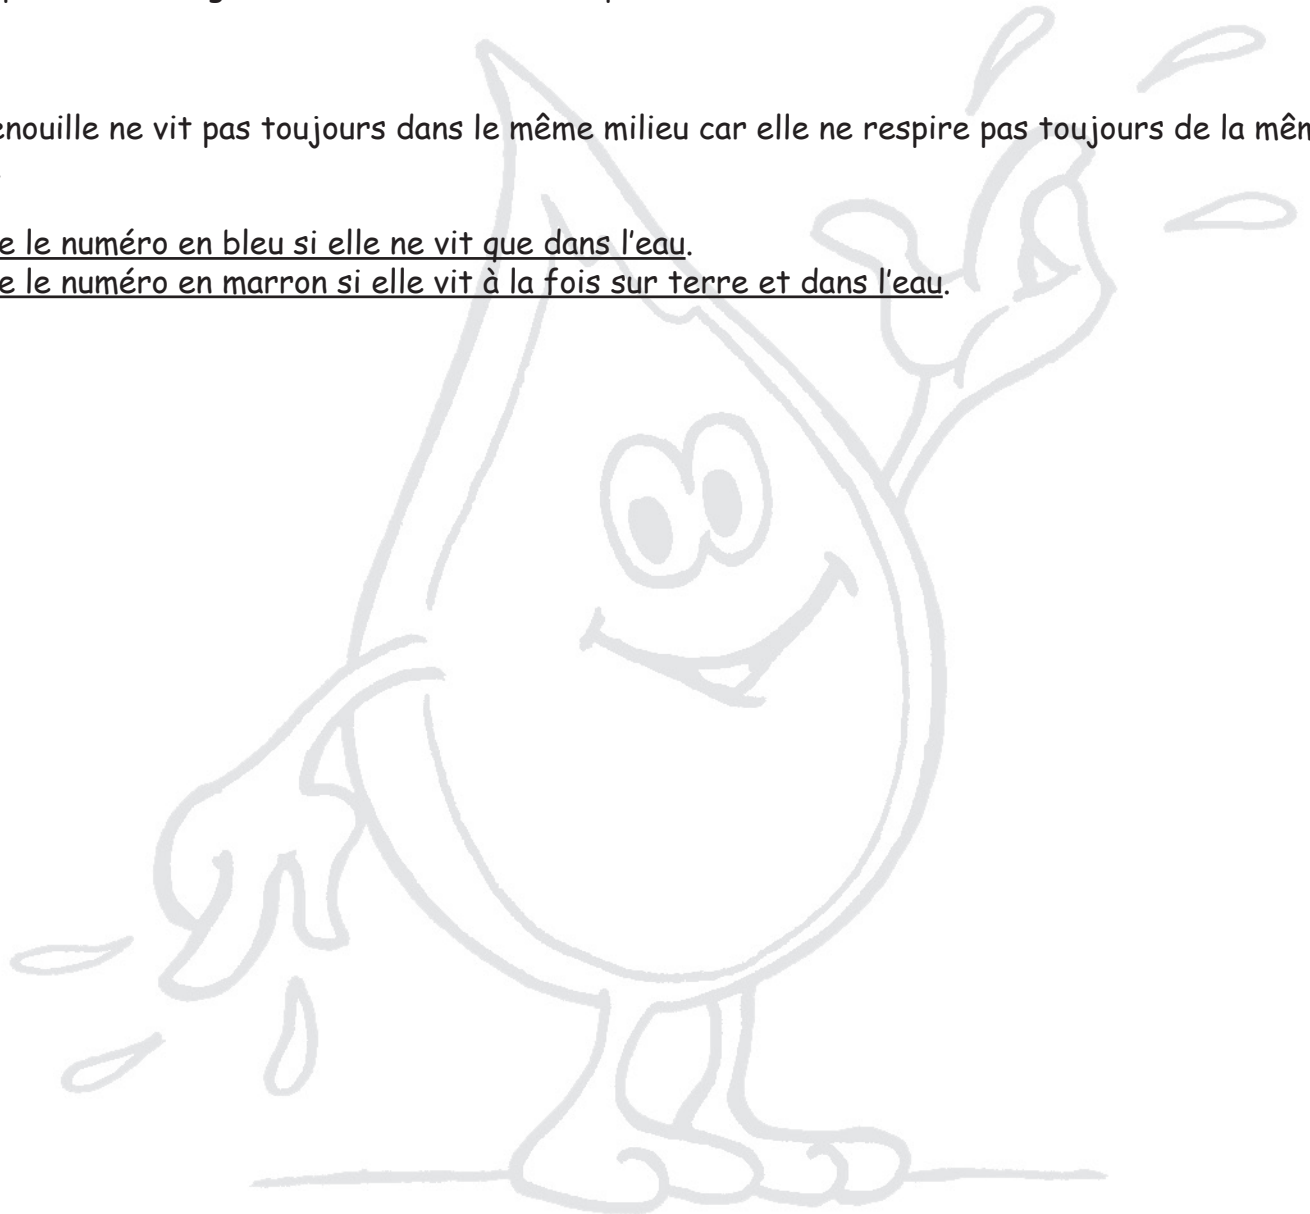 enouille ne vit pas toujours dans le même milieu car elle ne respire pas toujours de la mêm
e le numéro en bleu si elle ne vit que dans l'eau.
e le numéro en marron si elle vit à la fois sur terre et dans l'eau.